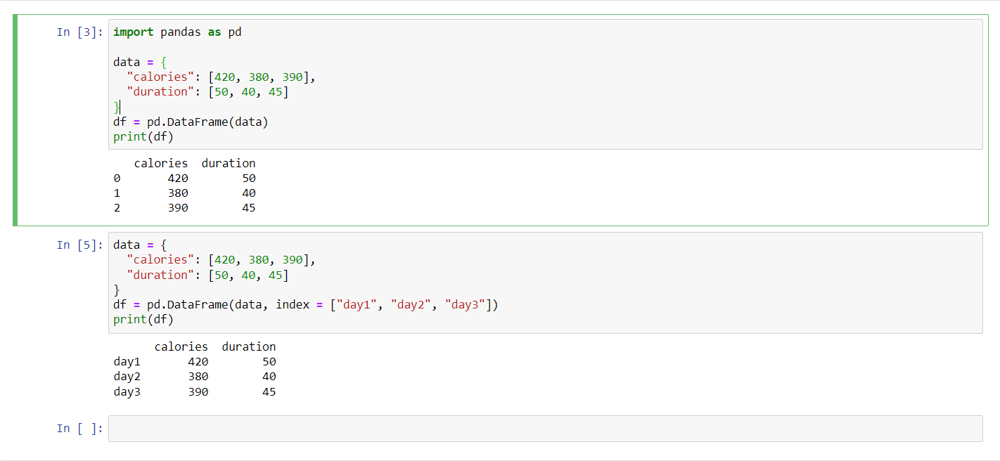 In [3]: import pandas as pd
data = {
  "calories": [420, 380, 390],
  "duration": [50, 40, 45]
}
df = pd.DataFrame(data)
print(df)
   calories  duration
0       420        50
1       380        40
2       390        45
In [5]: data = {
  "calories": [420, 380, 390],
  "duration": [50, 40, 45]
}
df = pd.DataFrame(data, index = ["day1", "day2", "day3"])
print(df)
      calories  duration
day1       420        50
day2       380        40
day3       390        45
In [ ]: